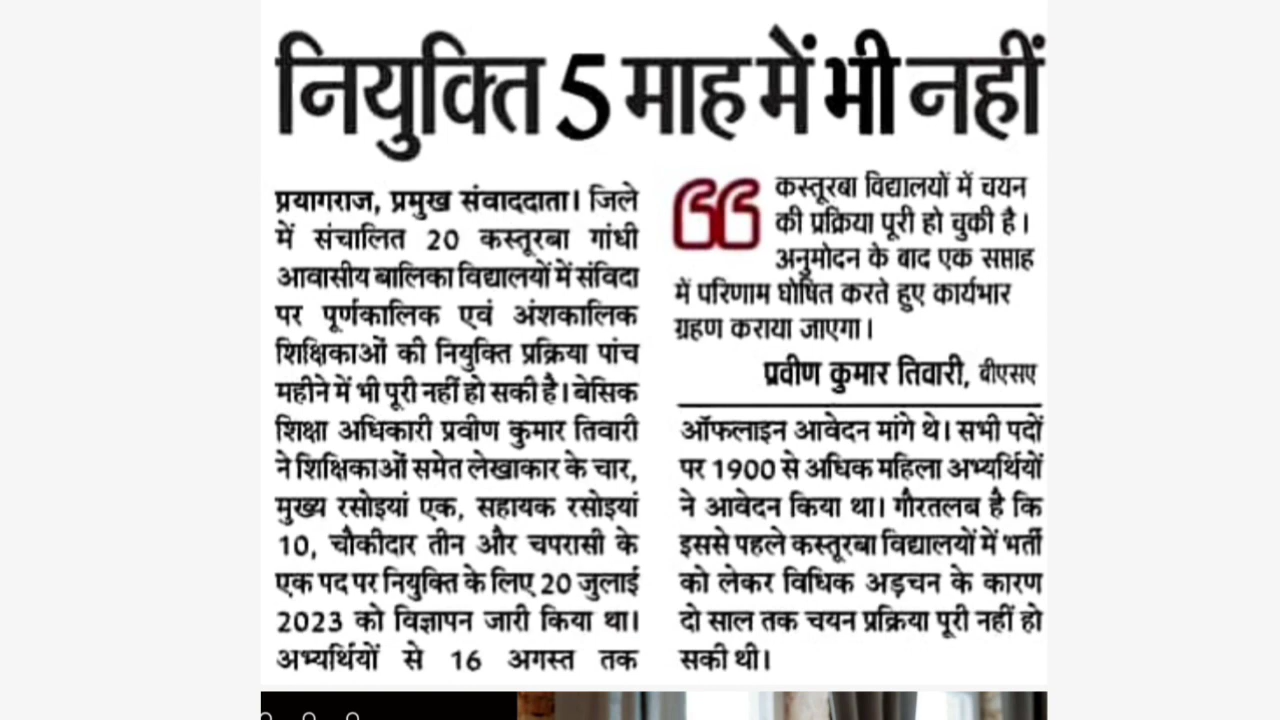 नियुक्ति 5 माह में भी नहीं
प्रयागराज, प्रमुख संवाददाता। जिले
में संचालित 20 कस्तूरबा गांधी
आवासीय बालिका विद्यालयों में संविदा
पर पूर्णकालिक एवं अंशकालिक
शिक्षिकाओं की नियुक्ति प्रक्रिया पांच
महीने में भी पूरी नहीं हो सकी है। बेसिक
शिक्षा अधिकारी प्रवीण कुमार तिवारी
ने शिक्षिकाओं समेत लेखाकार के चार,
मुख्य रसोइयां एक, सहायक रसोइयां
10, चौकीदार तीन और चपरासी के
एक पद पर नियुक्ति के लिए 20 जुलाई
2023 को विज्ञापन जारी किया था।
अभ्यर्थियों से 16 अगस्त तक
कस्तूरबा विद्यालयों में चयन
की प्रक्रिया पूरी हो चुकी है।
अनुमोदन के बाद एक सप्ताह
में परिणाम घोषित करते हुए कार्यभार
ग्रहण कराया जाएगा।
प्रवीण कुमार तिवारी, बीएसए
ऑफलाइन आवेदन मांगे थे। सभी पदों
पर 1900 से अधिक महिला अभ्यर्थियों
ने आवेदन किया था। गौरतलब है कि
इससे पहले कस्तूरबा विद्यालयों में भर्ती
को लेकर विधिक अड़चन के कारण
दो साल तक चयन प्रक्रिया पूरी नहीं हो
सकी थी।